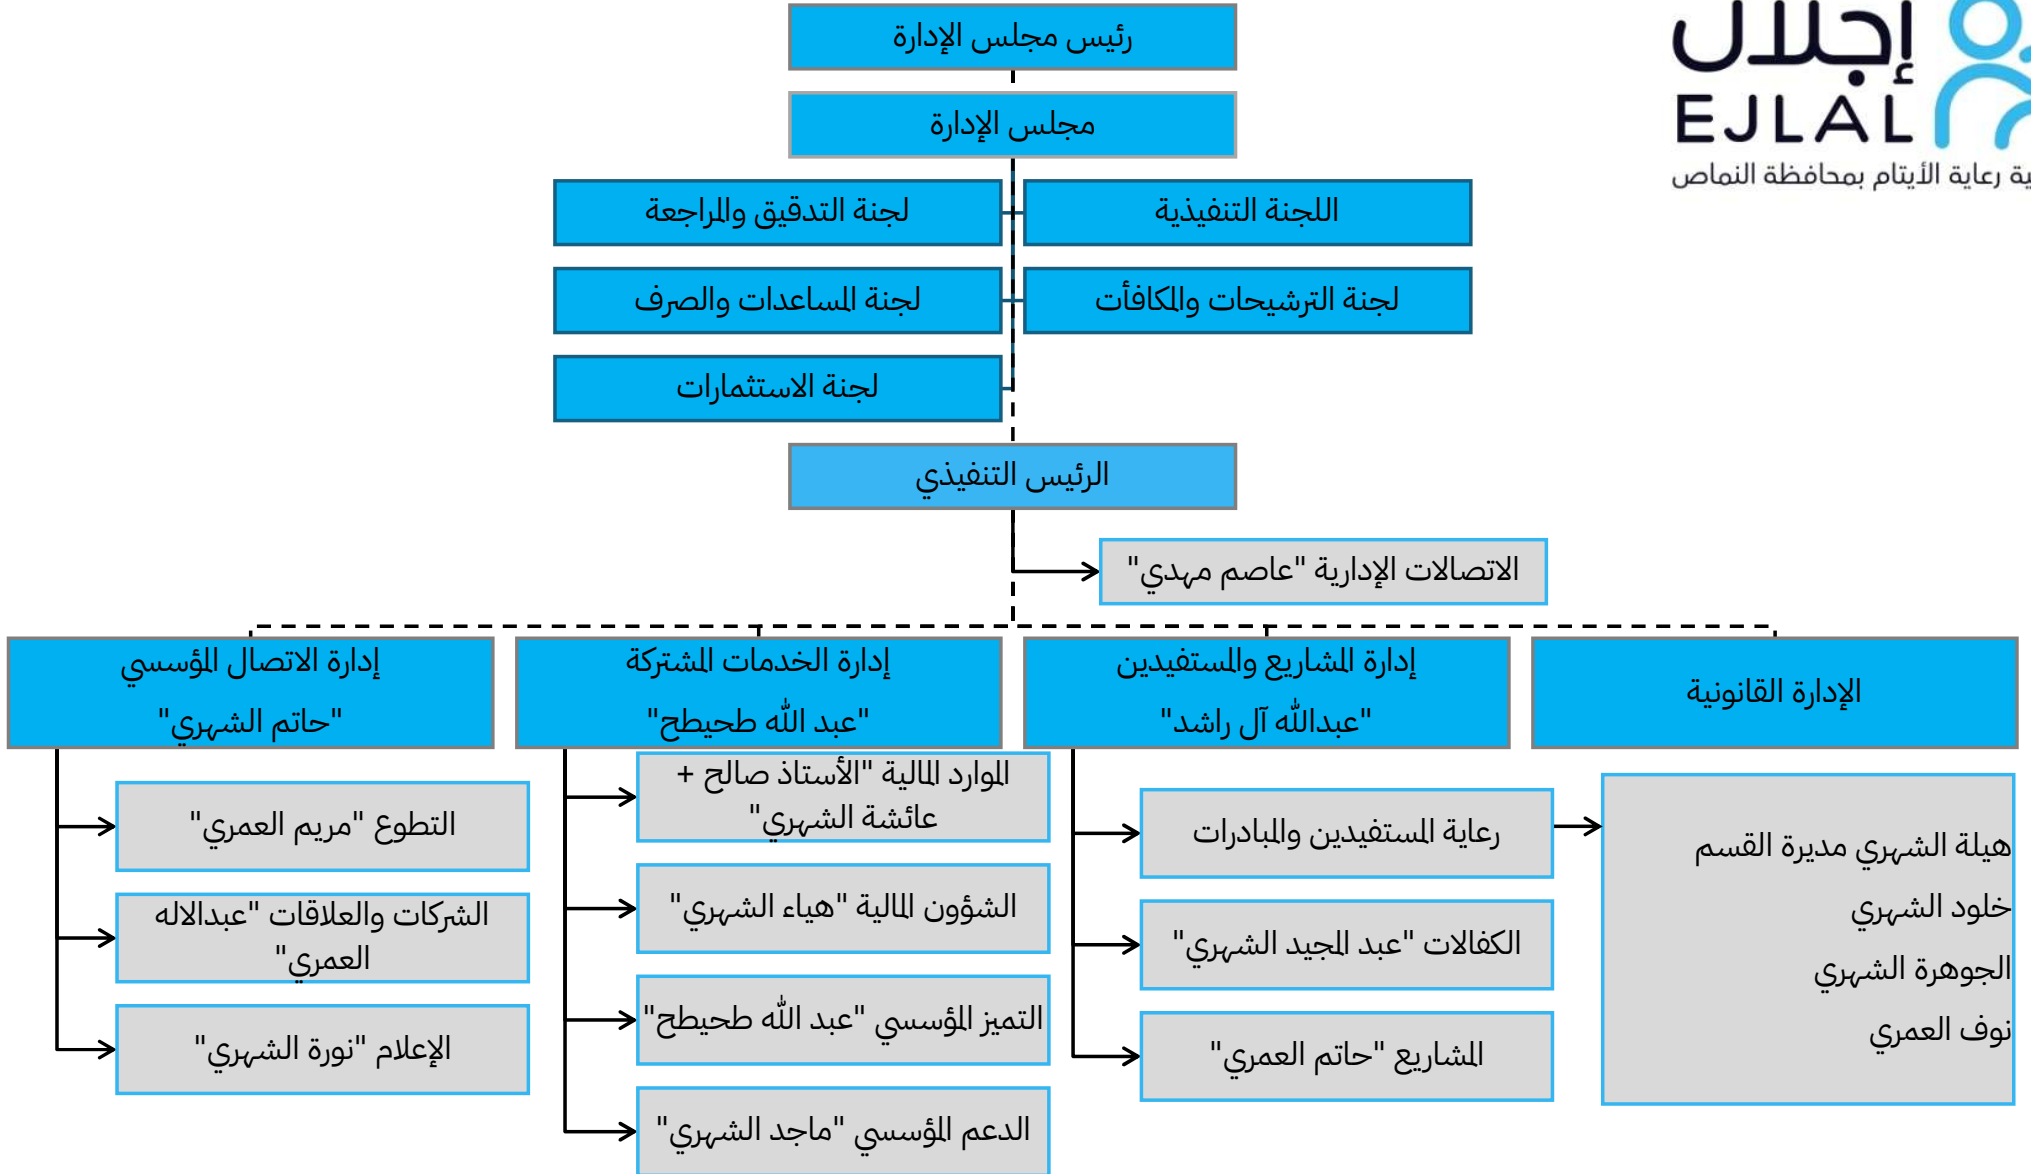 إجلال
EJLAL
ية رعاية الأيتام بمحافظة النماص
رئيس مجلس الإدارة
مجلس الإدارة
اللجنة التنفيذية
لجنة التدقيق والمراجعة
لجنة الترشيحات والمكافأت
لجنة المساعدات والصرف
لجنة الاستثمارات
الرئيس التنفيذي
الاتصالات الإدارية "عاصم مهدي"
الإدارة القانونية
إدارة المشاريع والمستفيدين
"عبدالله آل راشد"
رعاية المستفيدين والمبادرات
هيلة الشهري مديرة القسم
خلود الشهري
الجوهرة الشهري
نوف العمري
الكفالات "عبد المجيد الشهري"
المشاريع "حاتم العمري"
إدارة الخدمات المشتركة
"عبد الله طحيطح"
الموارد المالية "الأستاذ صالح +
عائشة الشهري"
الشؤون المالية "هياء الشهري"
التميز المؤسسي "عبد الله طحيطح"
الدعم المؤسسي "ماجد الشهري"
إدارة الاتصال المؤسسي
"حاتم الشهري"
التطوع "مريم العمري"
الشركات والعلاقات "عبدالاله
العمري"
الإعلام "نورة الشهري"